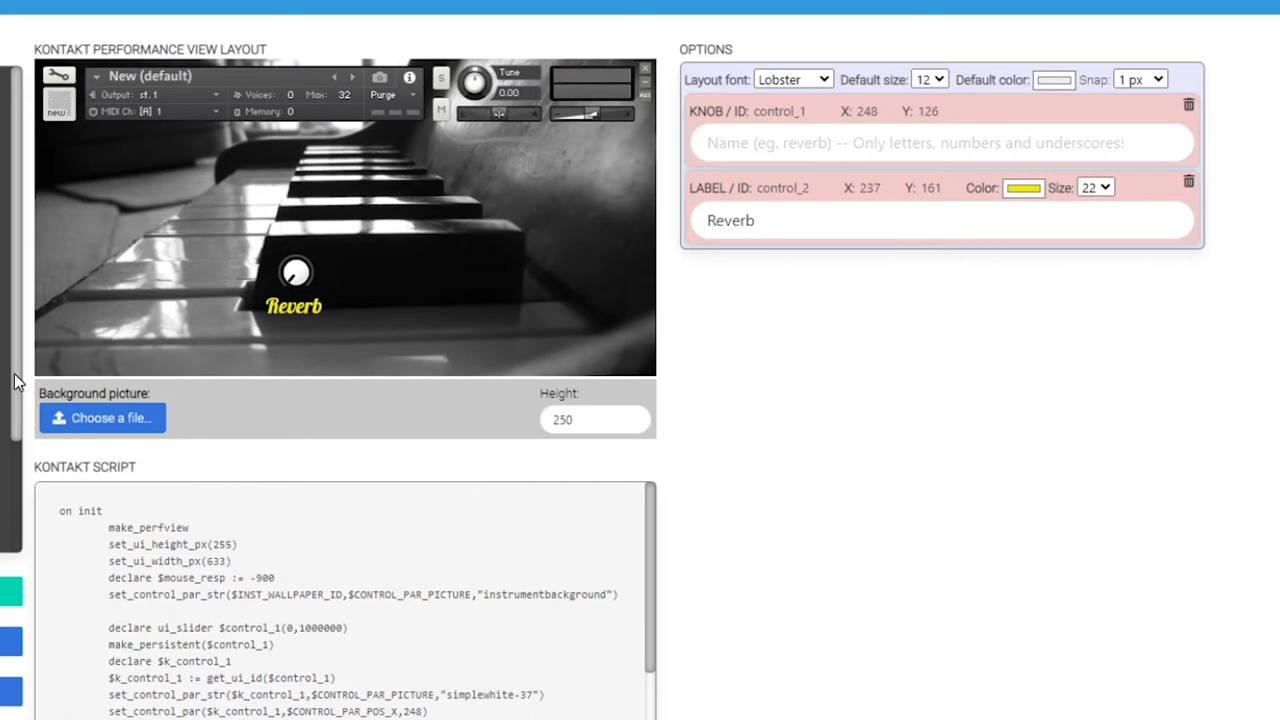 KONTAKT PERFORMANCE VIEW LAYOUT
New (default)
Output: st.1
Voices: 0 Max: 32 Purge
MIDI Ch: [A] 1
Memory: 0
new
S
M
Tune
0.00
L
R
AUX
Reverb
Background picture:
Choose a file...
Height:
250
KONTAKT SCRIPT
on init
make_perfview
set_ui_height_px(255)
set_ui_width_px(633)
declare $mouse_resp := -900
set_control_par_str($INST_WALLPAPER_ID,$CONTROL_PAR_PICTURE,"instrumentbackground")
declare ui_slider $control_1(0,1000000)
make_persistent($control_1)
declare $k_control_1
$k_control_1 := get_ui_id($control_1)
set_control_par_str($k_control_1,$CONTROL_PAR_PICTURE,"simplewhite-37")
set_control_par($k_control_1,$CONTROL_PAR_POS_X,248)
OPTIONS
Layout font: Lobster Default size: 12 Default color: Snap: 1 px
KNOB / ID: control_1 X: 248 Y: 126
Name (eg. reverb) -- Only letters, numbers and underscores!
LABEL / ID: control_2 X: 237 Y: 161 Color: Size: 22
Reverb